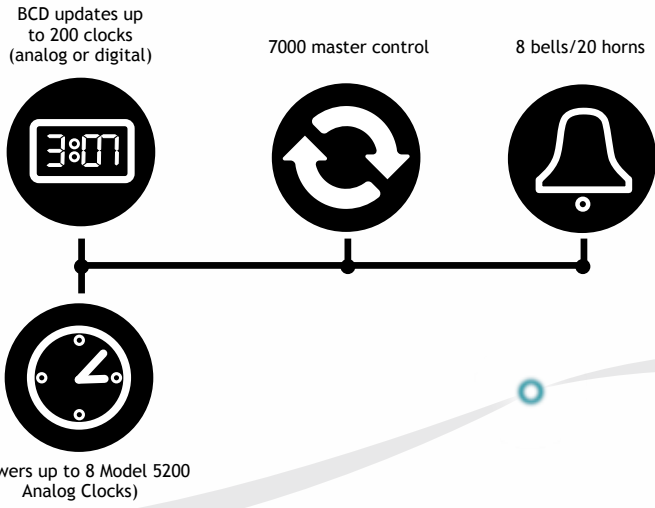 BCD updates up
to 200 clocks
(analog or digital)
7000 master control
8 bells/20 horns
3:07
up to 8 Model 5200
Analog Clocks)